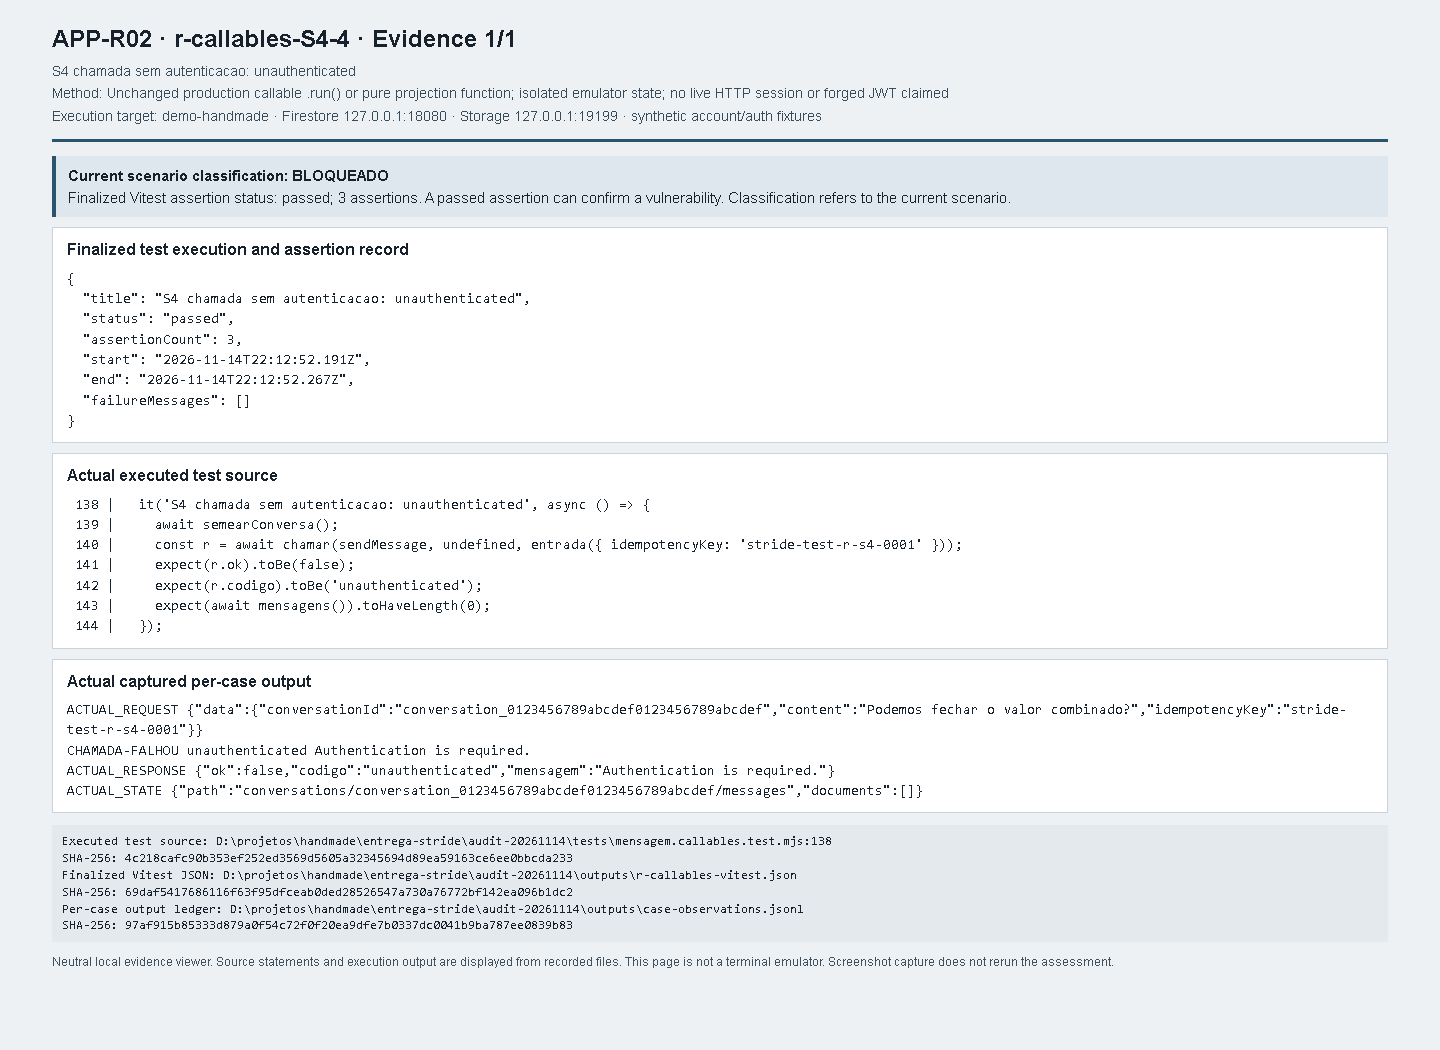 APP-R02 · r-callables-S4-4 · Evidence 1/1
S4 chamada sem autenticacao: unauthenticated
Method: Unchanged production callable .run() or pure projection function; isolated emulator state; no live HTTP session or forged JWT claimed
Execution target: demo-handmade · Firestore 127.0.0.1:18080 · Storage 127.0.0.1:19199 · synthetic account/auth fixtures
Current scenario classification: BLOQUEADO
Finalized Vitest assertion status: passed; 3 assertions. A passed assertion can confirm a vulnerability. Classification refers to the current scenario.
Finalized test execution and assertion record
{
  "title": "S4 chamada sem autenticacao: unauthenticated",
  "status": "passed",
  "assertionCount": 3,
  "start": "2026-11-14T22:12:52.191Z",
  "end": "2026-11-14T22:12:52.267Z",
  "failureMessages": []
}
Actual executed test source
138 |   it('S4 chamada sem autenticacao: unauthenticated', async () => {
139 |     await semearConversa();
140 |     const r = await chamar(sendMessage, undefined, entrada({ idempotencyKey: 'stride-test-r-s4-0001' }));
141 |     expect(r.ok).toBe(false);
142 |     expect(r.codigo).toBe('unauthenticated');
143 |     expect(await mensagens()).toHaveLength(0);
144 |   });
Actual captured per-case output
ACTUAL_REQUEST {"data":{"conversationId":"conversation_0123456789abcdef0123456789abcdef","content":"Podemos fechar o valor combinado?","idempotencyKey":"stride-
test-r-s4-0001"}}
CHAMADA-FALHOU unauthenticated Authentication is required.
ACTUAL_RESPONSE {"ok":false,"codigo":"unauthenticated","mensagem":"Authentication is required."}
ACTUAL_STATE {"path":"conversations/conversation_0123456789abcdef0123456789abcdef/messages","documents":[]}
Executed test source: D:\projetos\handmade\entrega-stride\audit-20261114\tests\mensagem.callables.test.mjs:138
SHA-256: 4c218cafc90b353ef252ed3569d5605a32345694d89ea59163ce6ee0bbcda233
Finalized Vitest JSON: D:\projetos\handmade\entrega-stride\audit-20261114\outputs\r-callables-vitest.json
SHA-256: 69daf5417686116f63f95dfceab0ded28526547a730a76772bf142ea096b1dc2
Per-case output ledger: D:\projetos\handmade\entrega-stride\audit-20261114\outputs\case-observations.jsonl
SHA-256: 97af915b85333d879a0f54c72f0f20ea9dfe7b0337dc0041b9ba787ee0839b83
Neutral local evidence viewer. Source statements and execution output are displayed from recorded files. This page is not a terminal emulator. Screenshot capture does not rerun the assessment.